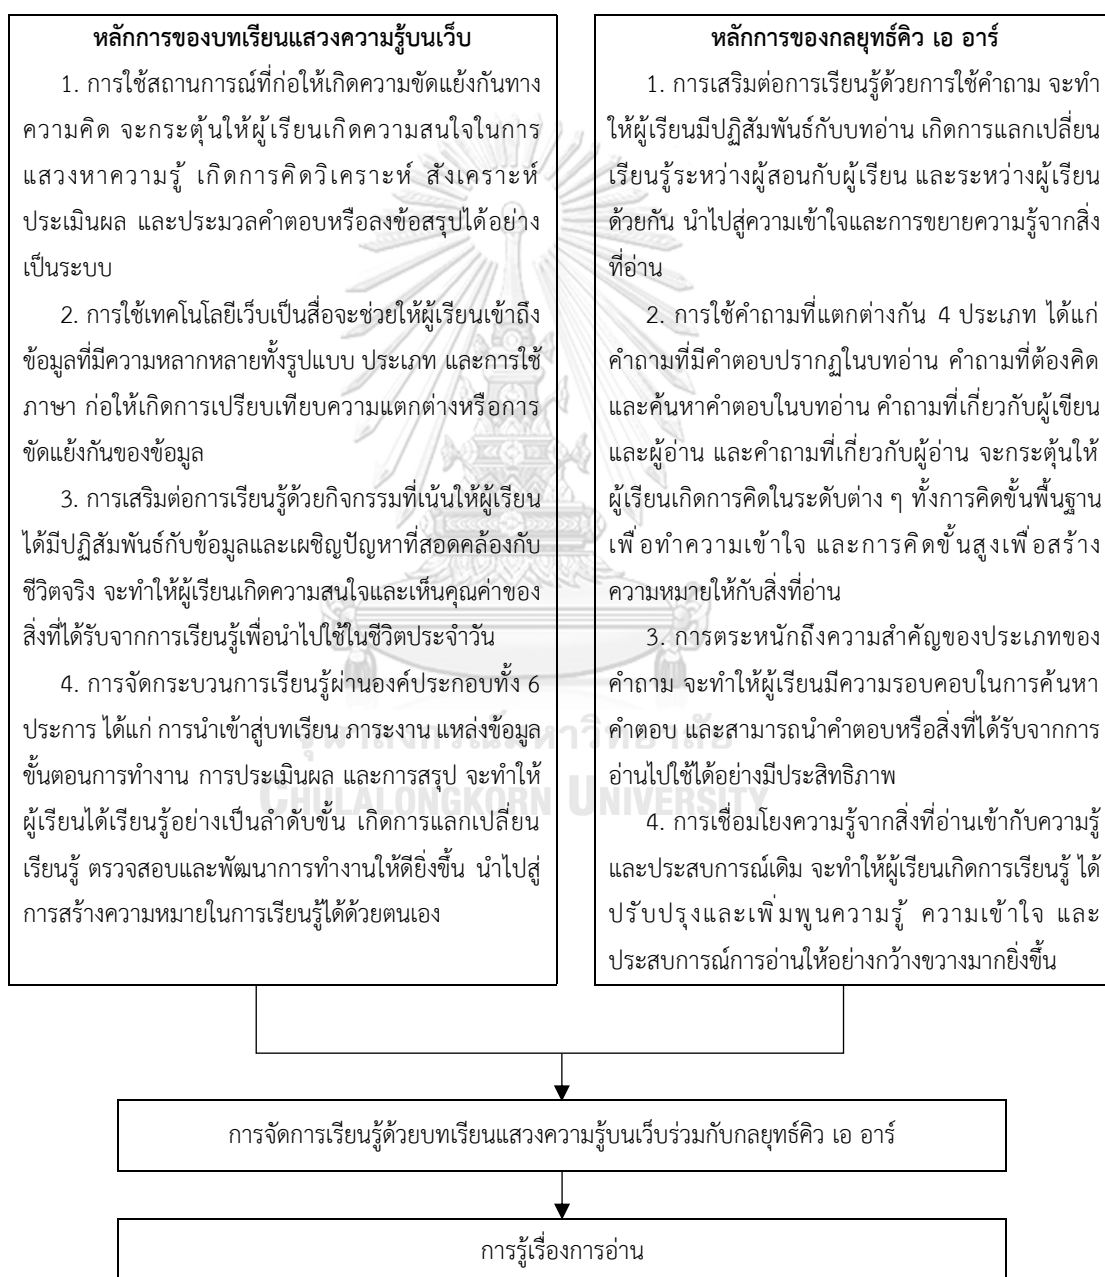 หลักการของบทเรียนแสวงความรู้บนเว็บ
1. การใช้สถานการณ์ที่ก่อให้เกิดความขัดแย้งกันทาง
ความคิด จะกระตุ้นให้ผู้เรียนเกิดความสนใจในการ
แสวงหาความรู้ เกิดการคิดวิเคราะห์ สังเคราะห์
ประเมินผล และประมวลคำตอบหรือลงข้อสรุปได้อย่าง
เป็นระบบ
2. การใช้เทคโนโลยีเว็บเป็นสื่อจะช่วยให้ผู้เรียนเข้าถึง
ข้อมูลที่มีความหลากหลายทั้งรูปแบบ ประเภท และการใช้
ภาษา ก่อให้เกิดการเปรียบเทียบความแตกต่างหรือการ
ขัดแย้งกันของข้อมูล
3. การเสริมต่อการเรียนรู้ด้วยกิจกรรมที่เน้นให้ผู้เรียน
ได้มีปฏิสัมพันธ์กับข้อมูลและเผชิญปัญหาที่สอดคล้องกับ
ชีวิตจริง จะทำให้ผู้เรียนเกิดความสนใจและเห็นคุณค่าของ
สิ่งที่ได้รับจากการเรียนรู้เพื่อนำไปใช้ในชีวิตประจำวัน
4. การจัดกระบวนการเรียนรู้ผ่านองค์ประกอบทั้ง 6
ประการ ได้แก่ การนำเข้าสู่บทเรียน ภาระงาน แหล่งข้อมูล
ขั้นตอนการทำงาน การประเมินผล และการสรุป จะทำให้
ผู้เรียนได้เรียนรู้อย่างเป็นลำดับขั้น เกิดการแลกเปลี่ยน
เรียนรู้ ตรวจสอบและพัฒนาการทำงานให้ดียิ่งขึ้น นำไปสู่
การสร้างความหมายในการเรียนรู้ได้ด้วยตนเอง
หลักการของกลยุทธ์คิว เอ อาร์
1. การเสริมต่อการเรียนรู้ด้วยการใช้คำถาม จะทำ
ให้ผู้เรียนมีปฏิสัมพันธ์กับบทอ่าน เกิดการแลกเปลี่ยน
เรียนรู้ระหว่างผู้สอนกับผู้เรียน และระหว่างผู้เรียน
ด้วยกัน นำไปสู่ความเข้าใจและการขยายความรู้จากสิ่ง
ที่อ่าน
2. การใช้คำถามที่แตกต่างกัน 4 ประเภท ได้แก่
คำถามที่มีคำตอบปรากฏในบทอ่าน คำถามที่ต้องคิด
และค้นหาคำตอบในบทอ่าน คำถามที่เกี่ยวกับผู้เขียน
และผู้อ่าน และคำถามที่เกี่ยวกับผู้อ่าน จะกระตุ้นให้
ผู้เรียนเกิดการคิดในระดับต่าง ๆ ทั้งการคิดขั้นพื้นฐาน
เพื่อทำความเข้าใจ และการคิดขั้นสูงเพื่อสร้าง
ความหมายให้กับสิ่งที่อ่าน
3. การตระหนักถึงความสำคัญของประเภทของ
คำถาม จะทำให้ผู้เรียนมีความรอบคอบในการค้นหา
คำตอบ และสามารถนำคำตอบหรือสิ่งที่ได้รับจากการ
อ่านไปใช้ได้อย่างมีประสิทธิภาพ
4. การเชื่อมโยงความรู้จากสิ่งที่อ่านเข้ากับความรู้
และประสบการณ์เดิม จะทำให้ผู้เรียนเกิดการเรียนรู้ ได้
ปรับปรุงและเพิ่มพูนความรู้ ความเข้าใจ และ
ประสบการณ์การอ่านให้อย่างกว้างขวางมากยิ่งขึ้น
จุฬาลงกรณ์มหาวิทยาลัย
CHULALONGKORN UNIVERSITY
การจัดการเรียนรู้ด้วยบทเรียนแสวงความรู้บนเว็บร่วมกับกลยุทธ์คิว เอ อาร์
การรู้เรื่องการอ่าน